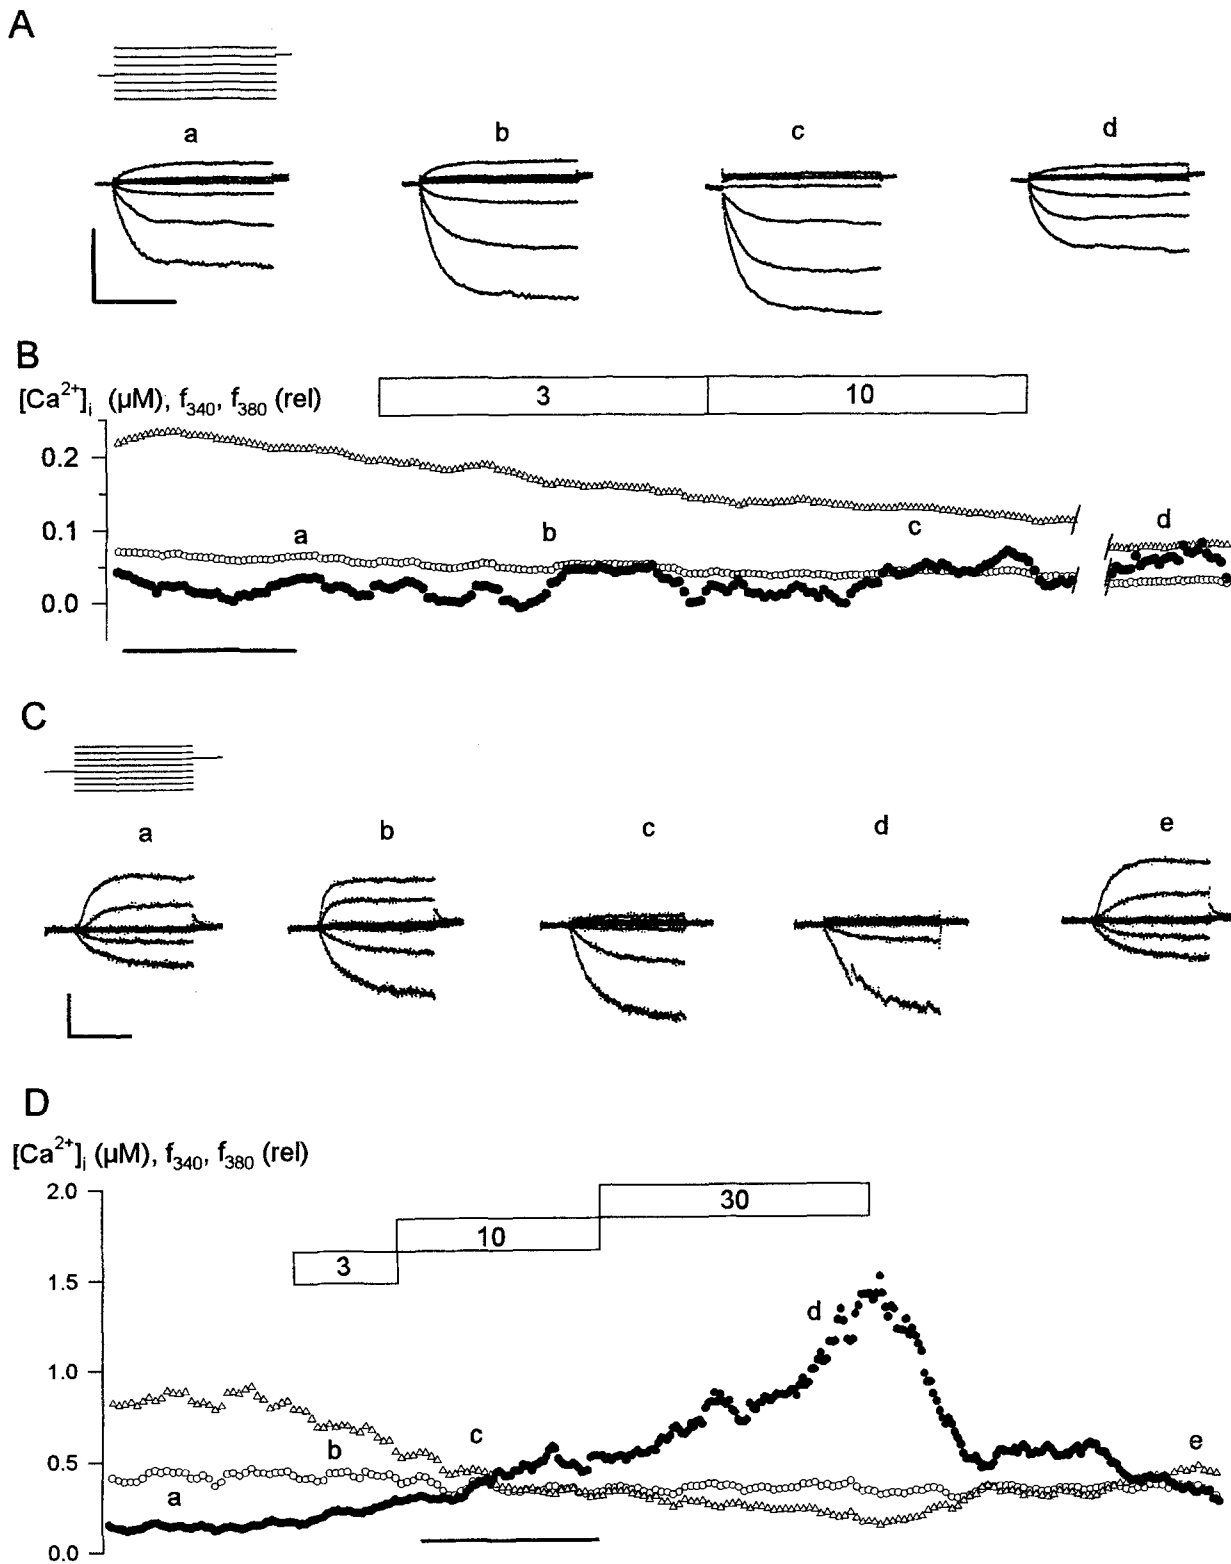 A
a b c d
B
[Ca²⁺]ᵢ (µM), f₃₄₀, f₃₈₀ (rel)
3 10
0.2
0.1
0.0
a b c d
C
a b c d e
D
[Ca²⁺]ᵢ (µM), f₃₄₀, f₃₈₀ (rel)
2.0
30
10
3
1.5
d
1.0
c
b
e
0.5
a
0.0